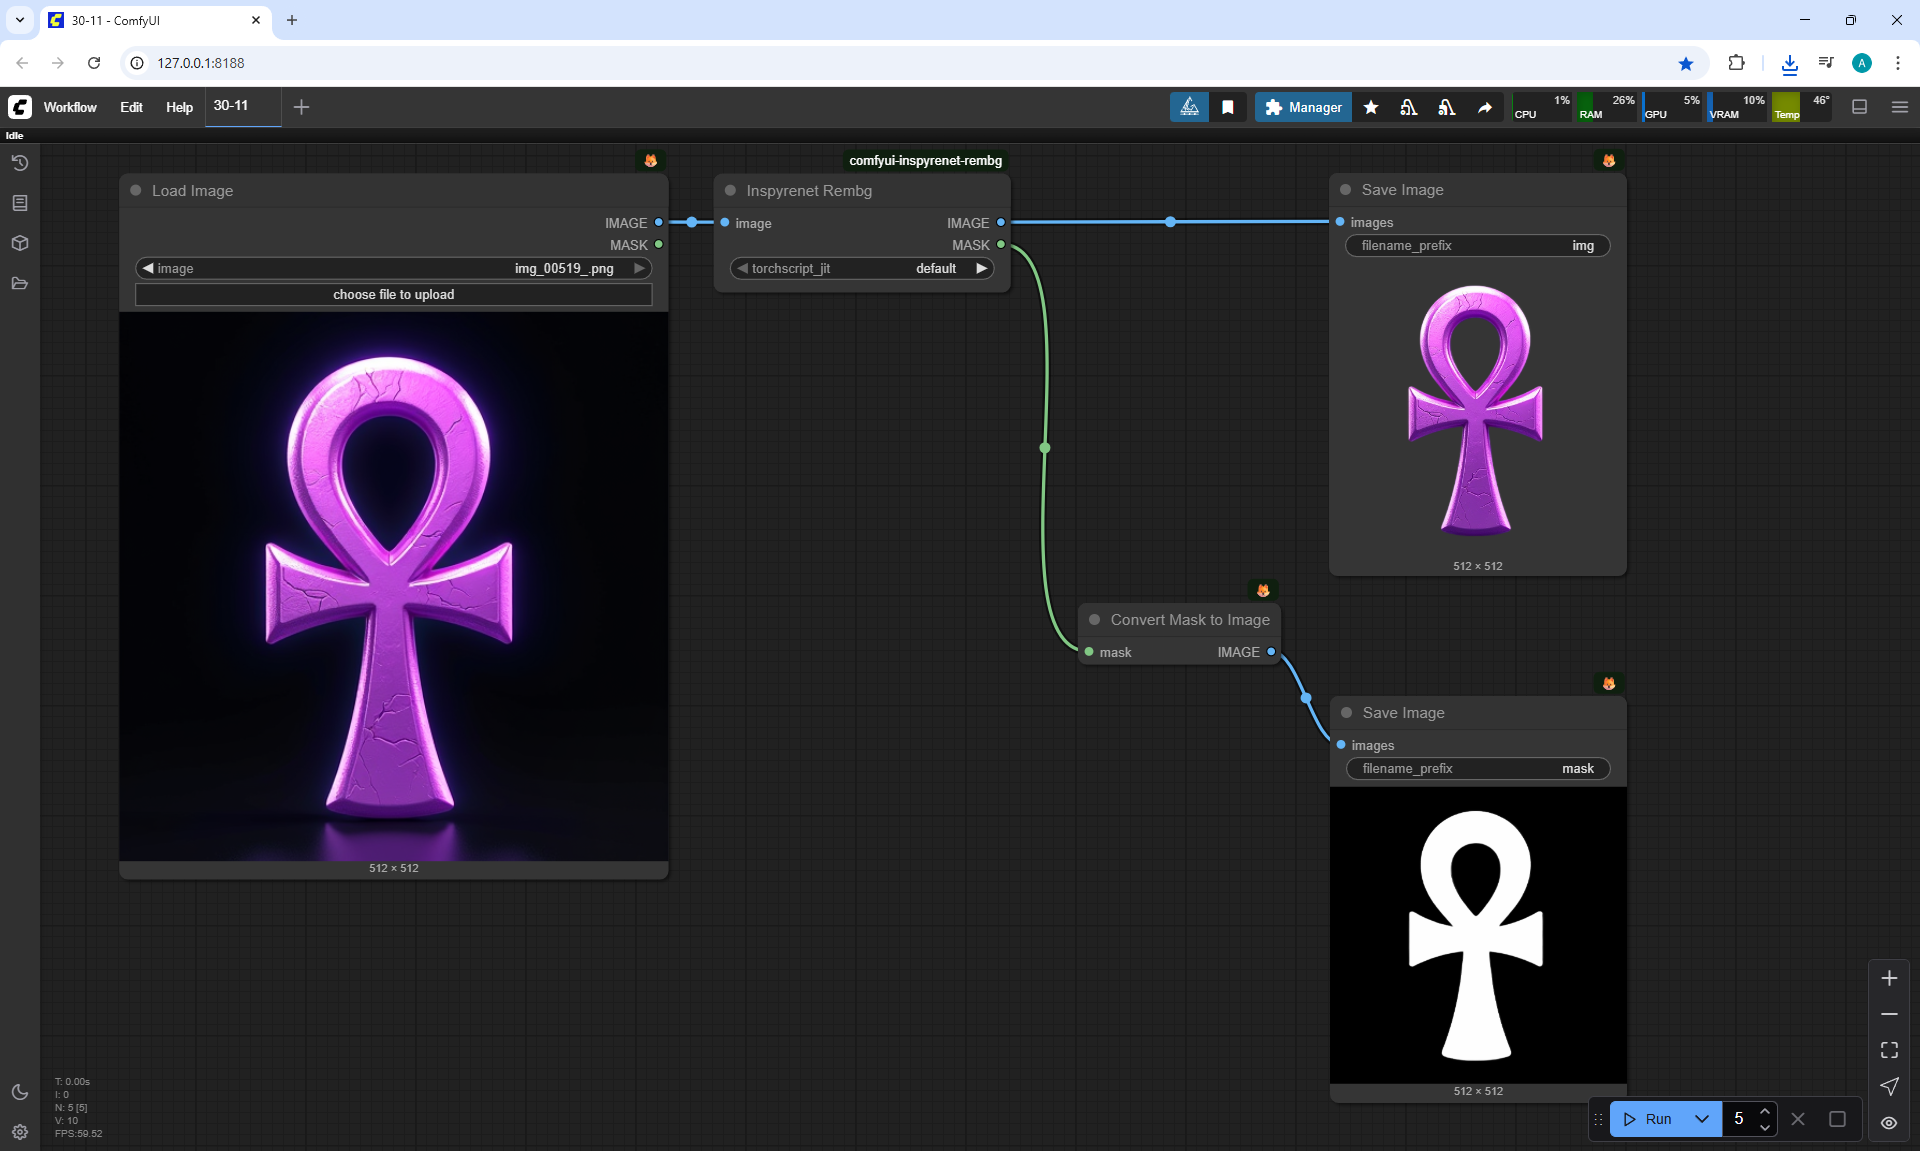 30-11 - ComfyUI
127.0.0.1:8188
Workflow Edit Help 30-11
Manager
CPU 1% RAM 26% GPU 5% VRAM 10% Temp 46°
Idle
comfyui-inspyrenet-rembg
Load Image
IMAGE
MASK
image img_00519_.png
choose file to upload
512 × 512
Inspyrenet Rembg
image IMAGE
MASK
torchscript_jit default
Save Image
images
filename_prefix img
512 × 512
Convert Mask to Image
mask IMAGE
Save Image
images
filename_prefix mask
512 × 512
T: 0.00s
I: 0
N: 5 [5]
V: 10
FPS:59.52
Run 5
A